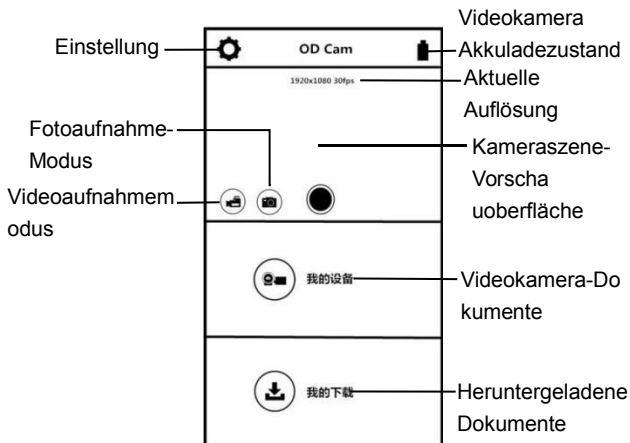 Videokamera
Einstellung
OD Cam
Akkuladezustand
1920x1080 30fps
Aktuelle
Auflösung
Fotoaufnahme-
Modus
Kameraszene-
Vorscha
uoberfläche
Videoaufnahmem
odus
我的设备
Videokamera-Do
kumente
我的下载
Heruntergeladene
Dokumente